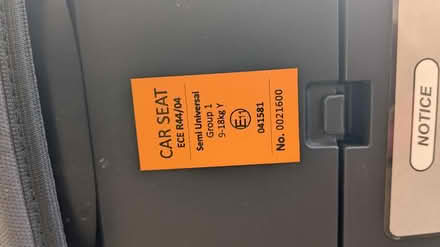 CAR SEAT
ECE R44/04
Semi Universal
Group 1
9-18kg Y
E11
041581
No. 0021600
NOTICE